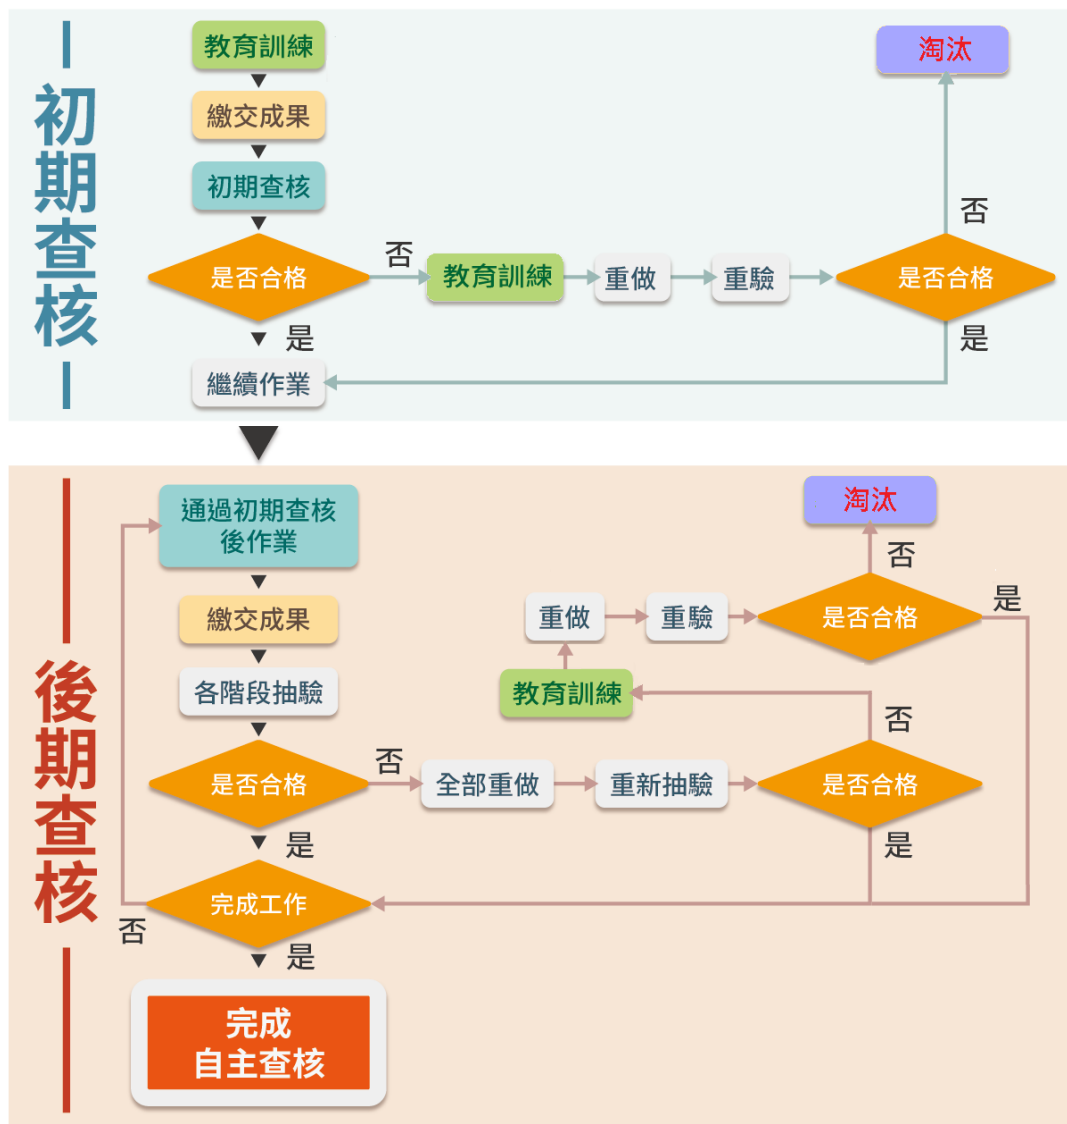 初期查核
教育訓練
繳交成果
初期查核
是否合格
否
教育訓練
重做
重驗
是否合格
否
淘汰
是
是
繼續作業
後期查核
通過初期查核
後作業
繳交成果
各階段抽驗
是否合格
否
全部重做
重新抽驗
是否合格
否
教育訓練
重做
重驗
是否合格
否
淘汰
是
是
是
完成工作
否
是
完成
自主查核